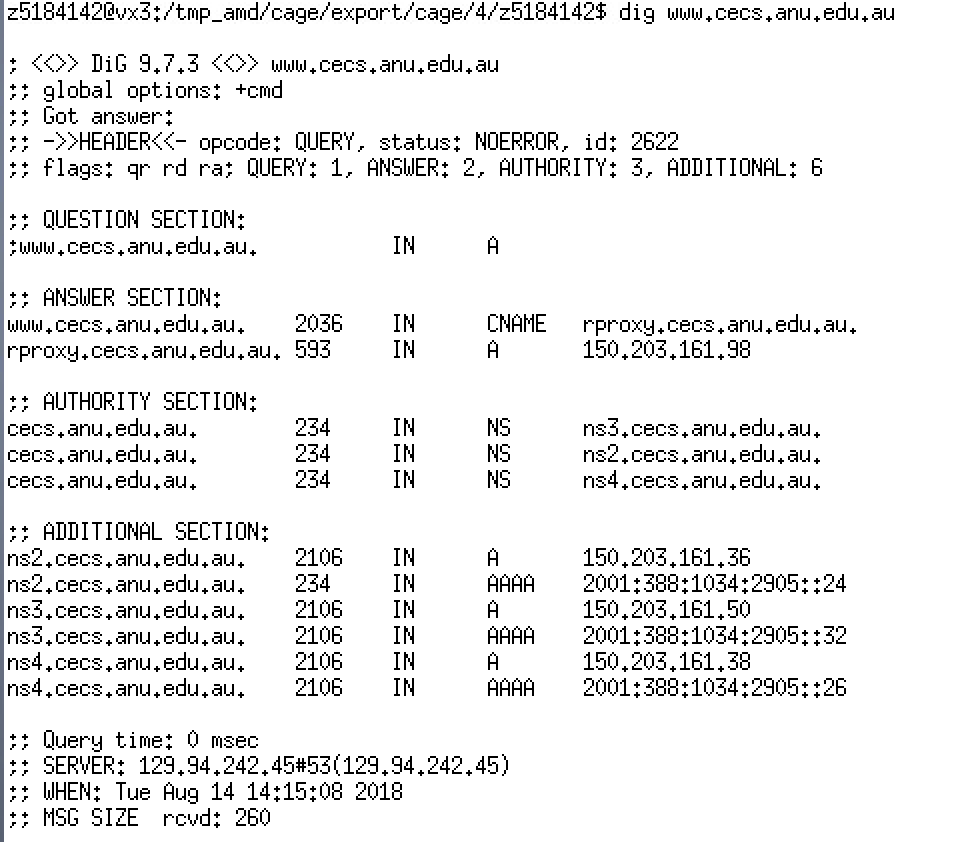 z5184142@vx3:/tmp_amd/cage/export/cage/4/z5184142$ dig www.cecs.anu.edu.au
; <<>> DiG 9.7.3 <<>> www.cecs.anu.edu.au
;; global options: +cmd
;; Got answer:
;; ->>HEADER<<- opcode: QUERY, status: NOERROR, id: 2622
;; flags: qr rd ra; QUERY: 1, ANSWER: 2, AUTHORITY: 3, ADDITIONAL: 6
;; QUESTION SECTION:
;www.cecs.anu.edu.au. IN A
;; ANSWER SECTION:
www.cecs.anu.edu.au. 2036 IN CNAME rproxy.cecs.anu.edu.au.
rproxy.cecs.anu.edu.au. 593 IN A 150.203.161.98
;; AUTHORITY SECTION:
cecs.anu.edu.au. 234 IN NS ns3.cecs.anu.edu.au.
cecs.anu.edu.au. 234 IN NS ns2.cecs.anu.edu.au.
cecs.anu.edu.au. 234 IN NS ns4.cecs.anu.edu.au.
;; ADDITIONAL SECTION:
ns2.cecs.anu.edu.au. 2106 IN A 150.203.161.36
ns2.cecs.anu.edu.au. 234 IN AAAA 2001:388:1034:2905::24
ns3.cecs.anu.edu.au. 2106 IN A 150.203.161.50
ns3.cecs.anu.edu.au. 2106 IN AAAA 2001:388:1034:2905::32
ns4.cecs.anu.edu.au. 2106 IN A 150.203.161.38
ns4.cecs.anu.edu.au. 2106 IN AAAA 2001:388:1034:2905::26
;; Query time: 0 msec
;; SERVER: 129.94.242.45#53(129.94.242.45)
;; WHEN: Tue Aug 14 14:15:08 2018
;; MSG SIZE rcvd: 260